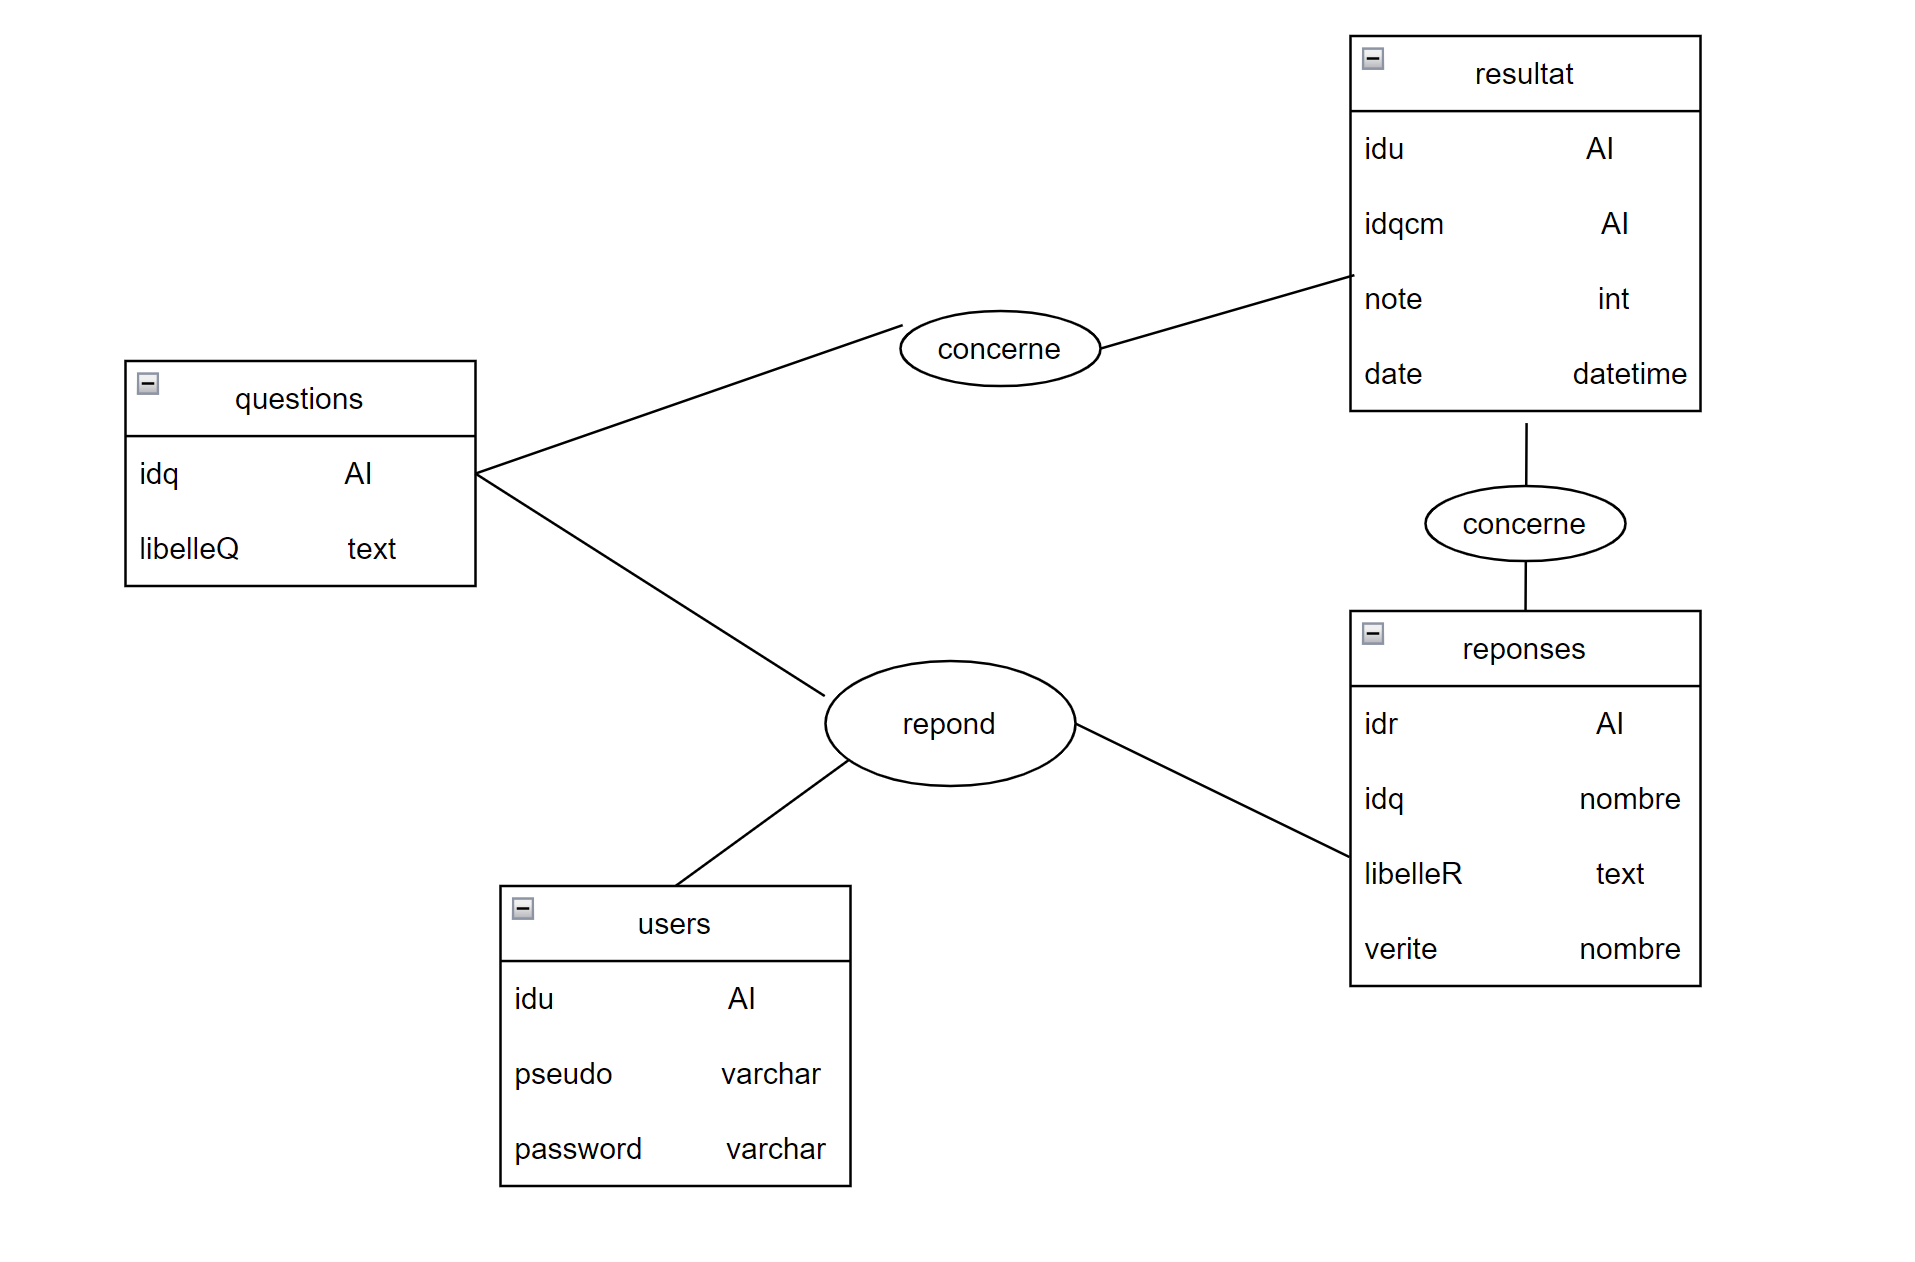 resultat
idu AI
idqcm AI
note int
date datetime
concerne
questions
idq AI
libelleQ text
concerne
reponses
idr AI
idq nombre
libelleR text
verite nombre
repond
users
idu AI
pseudo varchar
password varchar